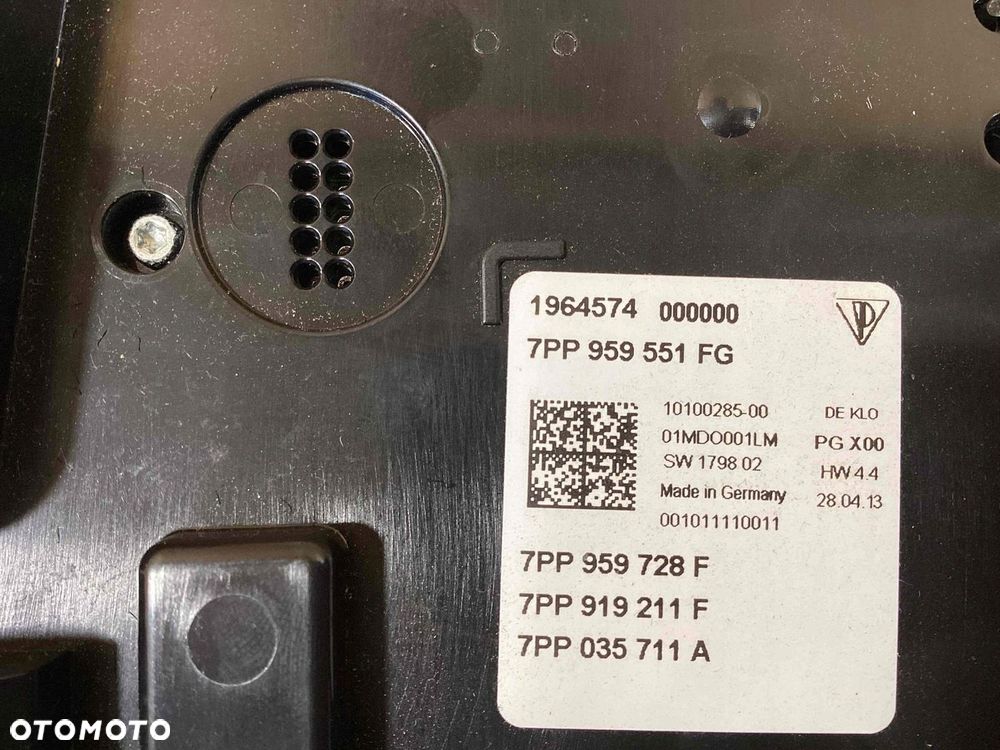 1964574 000000
7PP 959 551 FG
10100285-00 DE KLO
01MDO001LM PG X00
SW 1798 02 HW 4.4
Made in Germany 28.04.13
001011110011
7PP 959 728 F
7PP 919 211 F
7PP 035 711 A
OTOMOTO